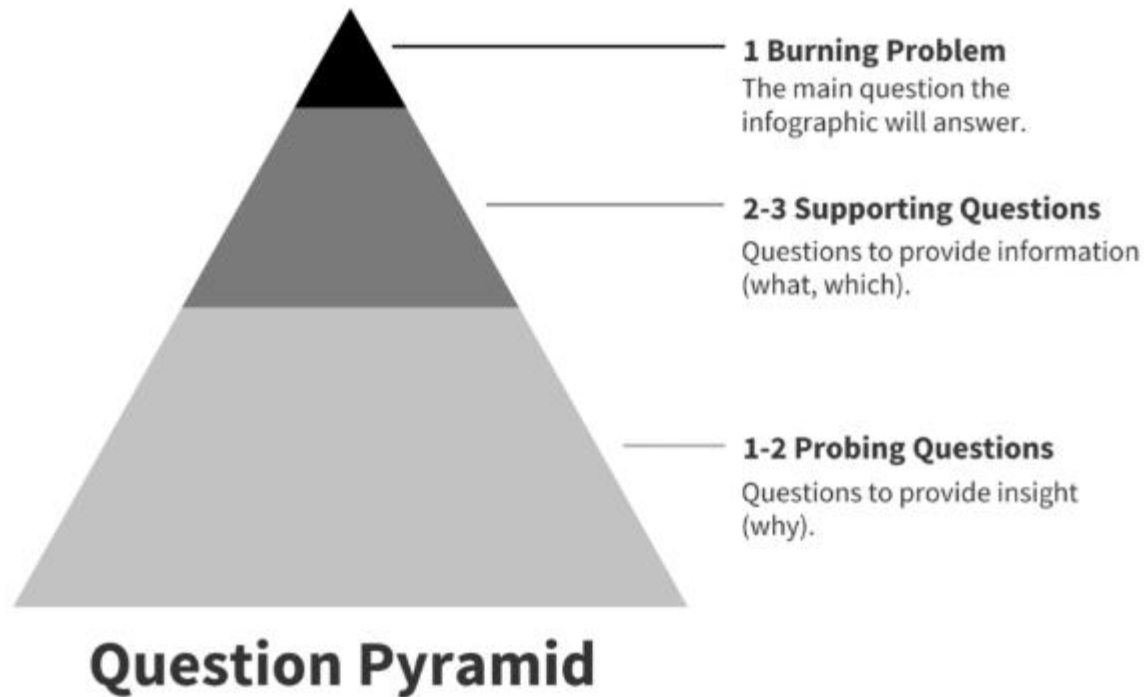 1 Burning Problem
The main question the
infographic will answer.
2-3 Supporting Questions
Questions to provide information
(what, which).
1-2 Probing Questions
Questions to provide insight
(why).
Question Pyramid